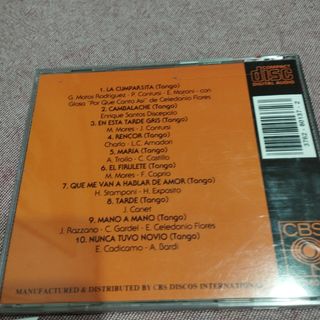 1. LA CUMPARSITA (Tango)
G. Matos Rodriguez - P. Contursi - E. Maroni - con
Glosa "Por Que Canto Asi" de Celedonio Flores
2. CAMBALACHE (Tango)
Enrique Santos Discepolo
3. EN ESTA TARDE GRIS (Tango)
M. Mores - J. Contursi
4. RENCOR (Tango)
Charlo - L.C. Amadori
5. MARIA (Tango)
A. Troilo - C. Castillo
6. EL FIRULETE (Tango)
M. Mores - F. Caprio
7. QUE ME VAN A HABLAR DE AMOR (Tango)
H. Stamponi - H. Exposito
8. TARDE (Tango)
J. Canet
9. MANO A MANO (Tango)
J. Razzano - C. Gardel - E. Celedonio Flores
10. NUNCA TUVO NOVIO (Tango)
E. Cadicamo - A. Bardi
MANUFACTURED & DISTRIBUTED BY CBS DISCOS INTERNATIONAL
COMPACT
disc
DIGITAL AUDIO
CBS